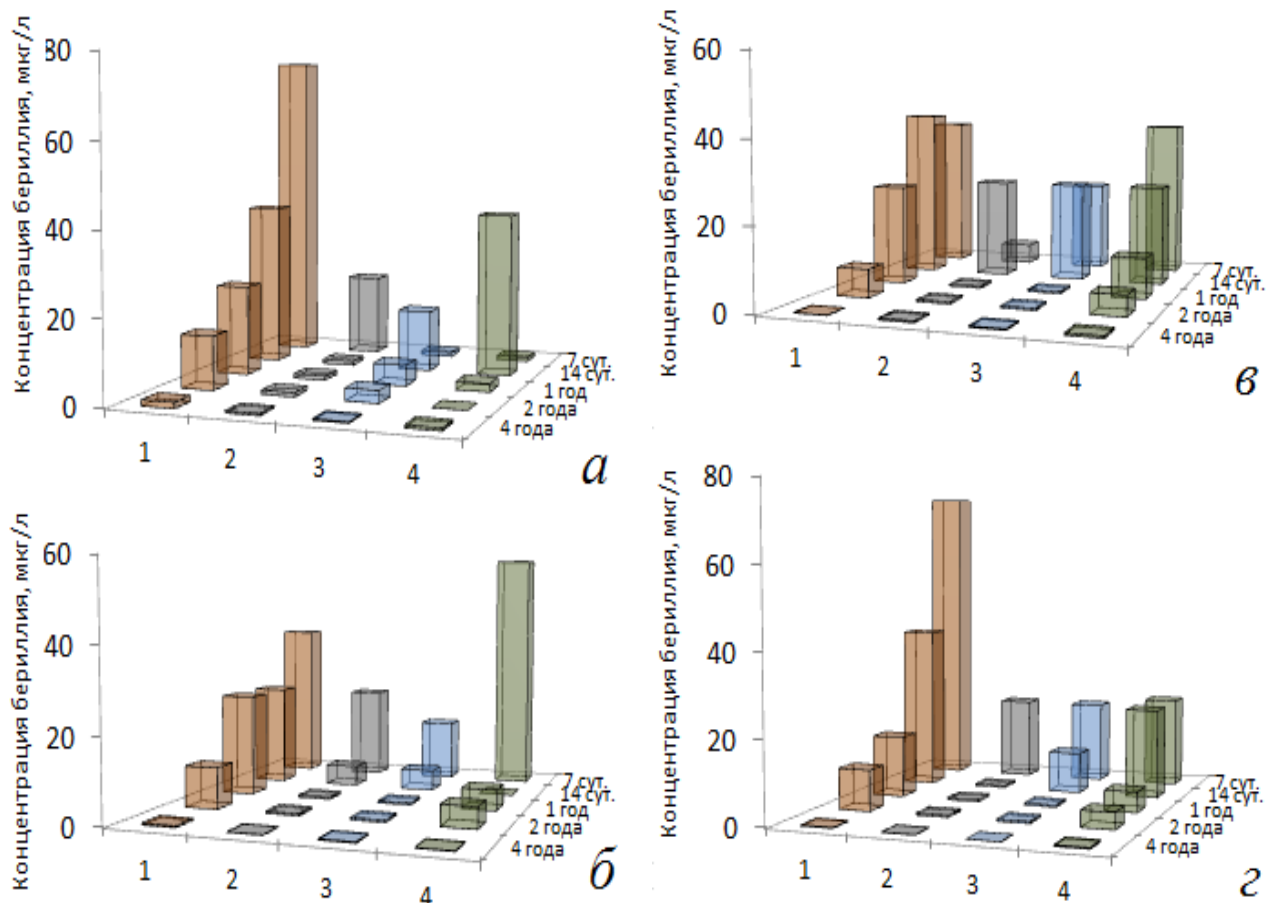 Концентрация бериллия, мкг/л
80
60
40
20
0
1
2
3
4
7 сут.
14 сут.
1 год
2 года
4 года
а
Концентрация бериллия, мкг/л
60
40
20
0
1
2
3
4
7 сут.
14 сут.
1 год
2 года
4 года
в
Концентрация бериллия, мкг/л
60
40
20
0
1
2
3
4
7 сут.
14 сут.
1 год
2 года
4 года
б
Концентрация бериллия, мкг/л
80
60
40
20
0
1
2
3
4
7 сут.
14 сут.
1 год
2 года
4 года
г